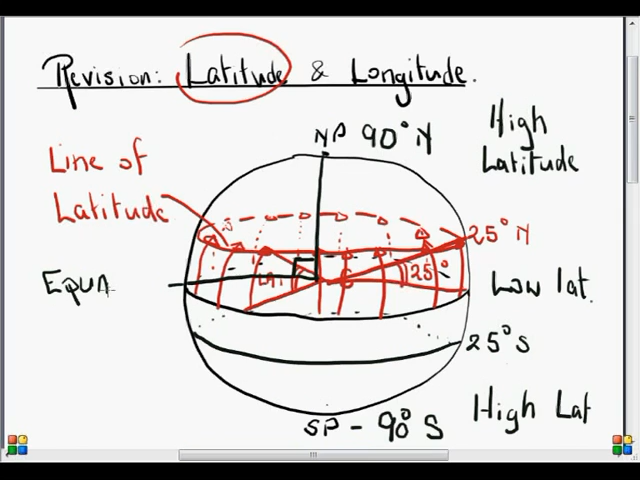 Revision: Latitude & Longitude.
NP 90° N
High
Latitude
Line of
Latitude
25° N
25°
Equa
Low lat.
25° S
High Lat
SP - 90° S